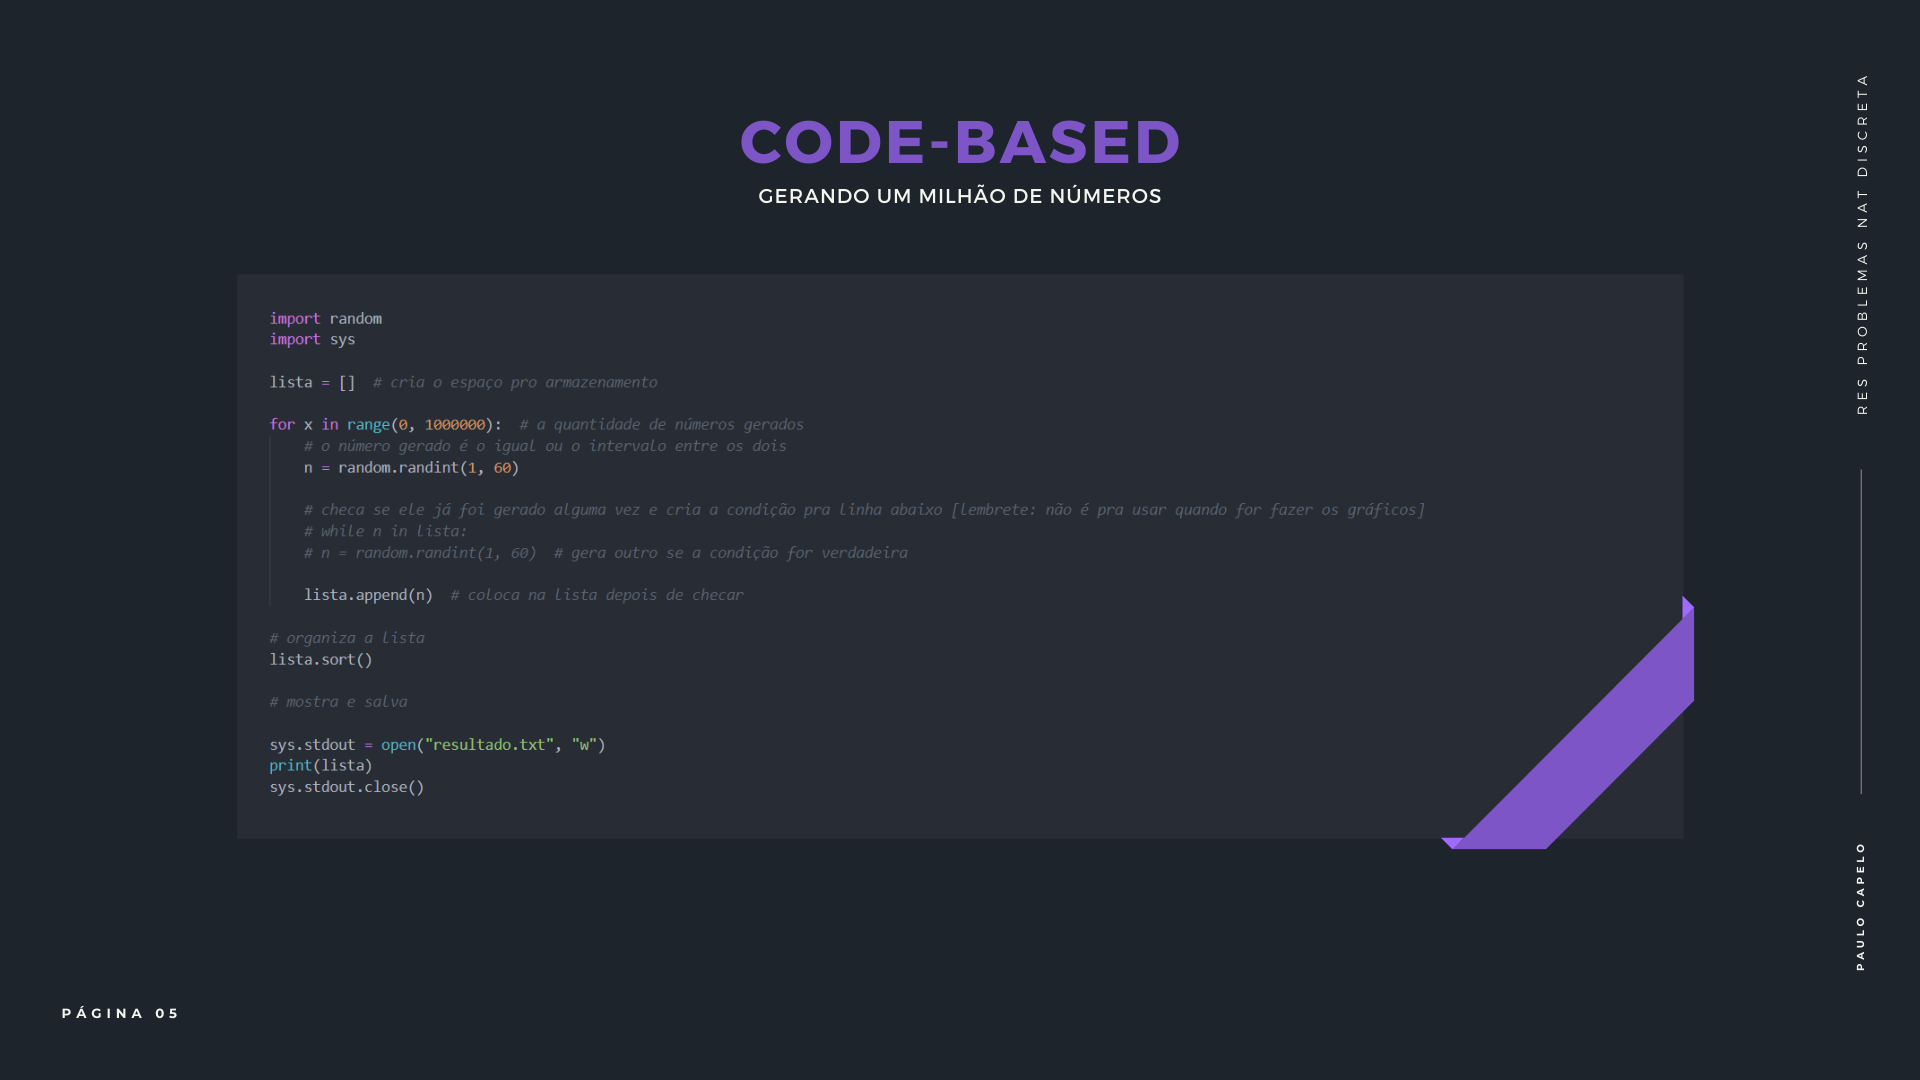 CODE-BASED
GERANDO UM MILHÃO DE NÚMEROS
import random
import sys
lista = []  # cria o espaço pro armazenamento
for x in range(0, 1000000):  # a quantidade de números gerados
    # o número gerado é o igual ou o intervalo entre os dois
    n = random.randint(1, 60)
    # checa se ele já foi gerado alguma vez e cria a condição pra linha abaixo [lembrete: não é pra usar quando for fazer os gráficos]
    # while n in lista:
    # n = random.randint(1, 60)  # gera outro se a condição for verdadeira
    lista.append(n)  # coloca na lista depois de checar
# organiza a lista
lista.sort()
# mostra e salva
sys.stdout = open("resultado.txt", "w")
print(lista)
sys.stdout.close()
RES PROBLEMAS NAT DISCRETA
PAULO CAPELO
PÁGINA 05